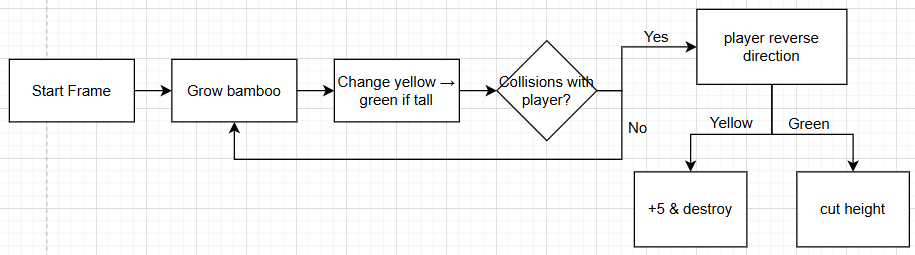 Start Frame
Grow bamboo
Change yellow →
green if tall
Collisions with
player?
Yes
No
player reverse
direction
Yellow
Green
+5 & destroy
cut height